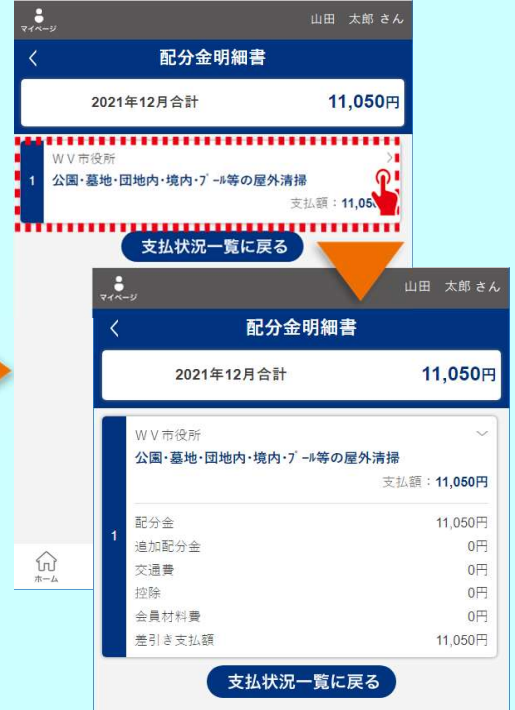 マイページ
山田 太郎 さん
配分金明細書
2021年12月合計 11,050円
WV市役所
1 公園・墓地・団地内・境内・プール等の屋外清掃
支払額：11,05
支払状況一覧に戻る
ホーム
マイページ
山田 太郎 さん
配分金明細書
2021年12月合計 11,050円
WV市役所
公園・墓地・団地内・境内・プール等の屋外清掃
支払額：11,050円
1
配分金 11,050円
追加配分金 0円
交通費 0円
控除 0円
会員材料費 0円
差引き支払額 11,050円
支払状況一覧に戻る